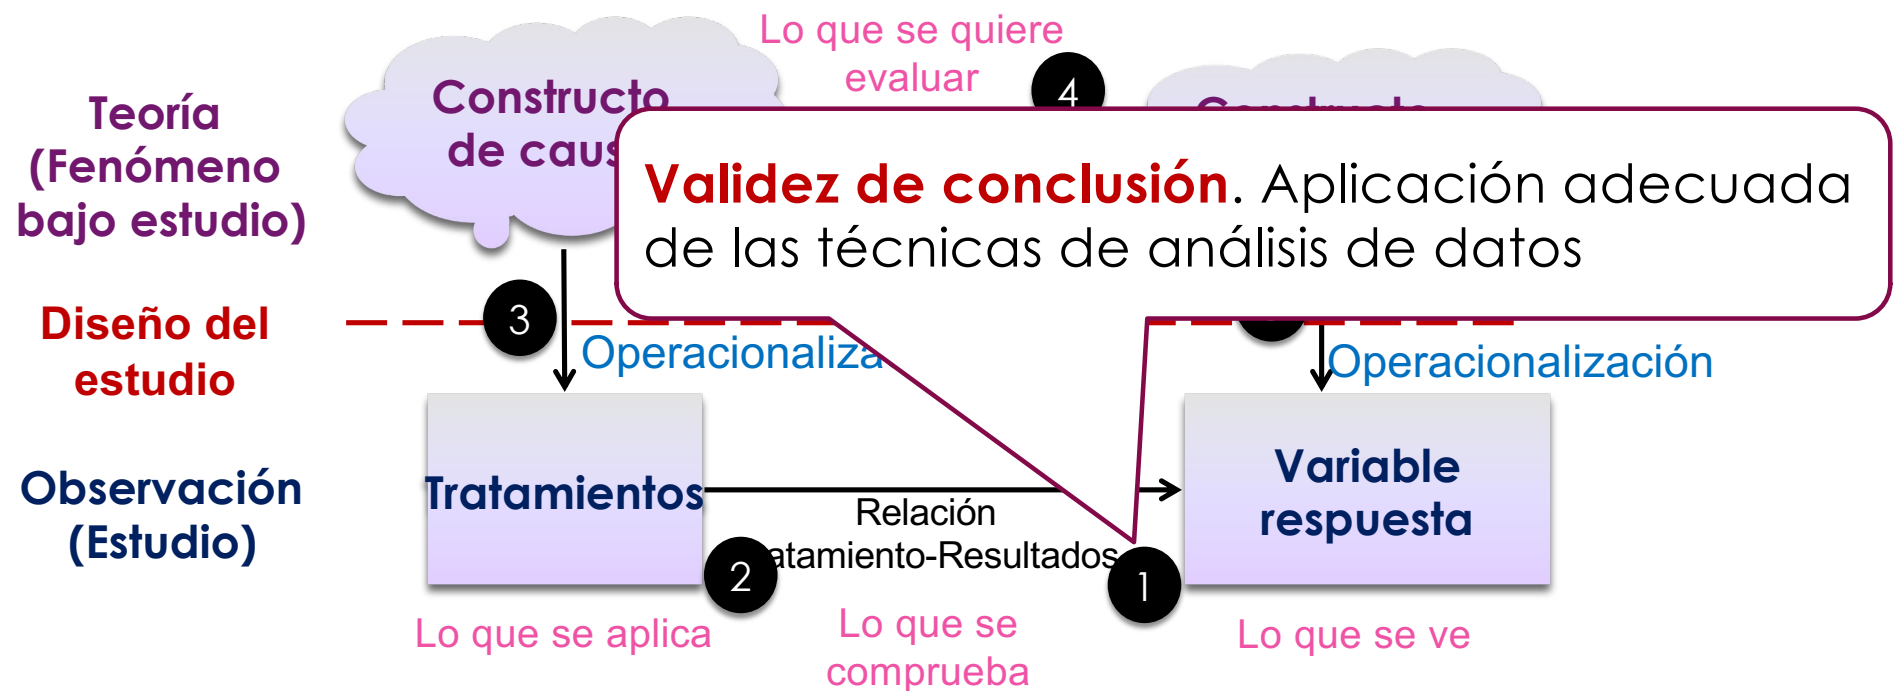 Lo que se quiere
evaluar
4
Constructo
de caus
Constructo
Teoría
(Fenómeno
bajo estudio)
Validez de conclusión. Aplicación adecuada
de las técnicas de análisis de datos
Diseño del
estudio
3
Operacionaliza
Operacionalización
Observación
(Estudio)
Tratamientos
Relación
atamiento-Resultados
Variable
respuesta
2
1
Lo que se aplica
Lo que se
comprueba
Lo que se ve